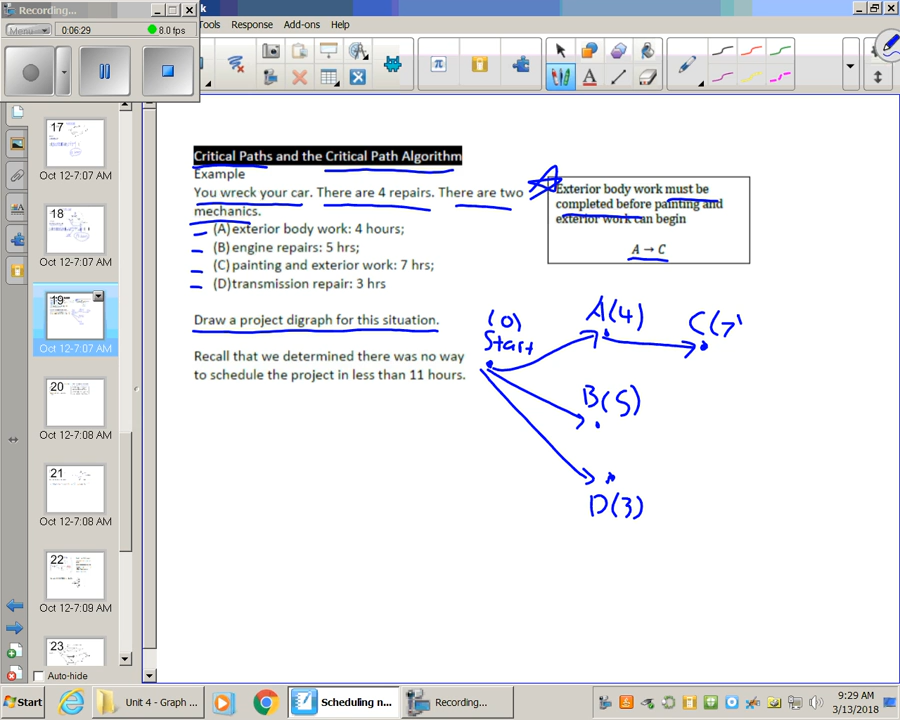 Recording...
Menu
0:06:29
8.0 fps
Tools Response Add-ons Help
17
Oct 12-7:07 AM
18
Oct 12-7:07 AM
19
Oct 12-7:07 AM
20
Oct 12-7:08 AM
21
Oct 12-7:08 AM
22
Oct 12-7:09 AM
23
Auto-hide
Critical Paths and the Critical Path Algorithm
Example
You wreck your car. There are 4 repairs. There are two
mechanics.
(A) exterior body work: 4 hours;
(B) engine repairs: 5 hrs;
(C) painting and exterior work: 7 hrs;
(D) transmission repair: 3 hrs
Draw a project digraph for this situation.
Recall that we determined there was no way
to schedule the project in less than 11 hours.
Exterior body work must be
completed before painting and
exterior work can begin
A → C
(0)
Start
A(4)
C(7
B(5)
D(3)
Start
Unit 4 - Graph ...
Scheduling n...
Recording...
9:29 AM
3/13/2018